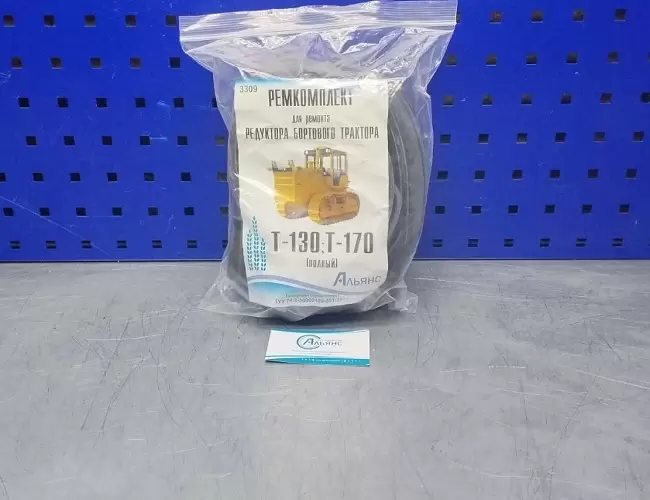 3309
РЕМКОМПЛЕКТ
для ремонта
РЕДУКТОРА БОРТОВОГО ТРАКТОРА
Т-130;Т-170
(полный)
Альянс
Альянс